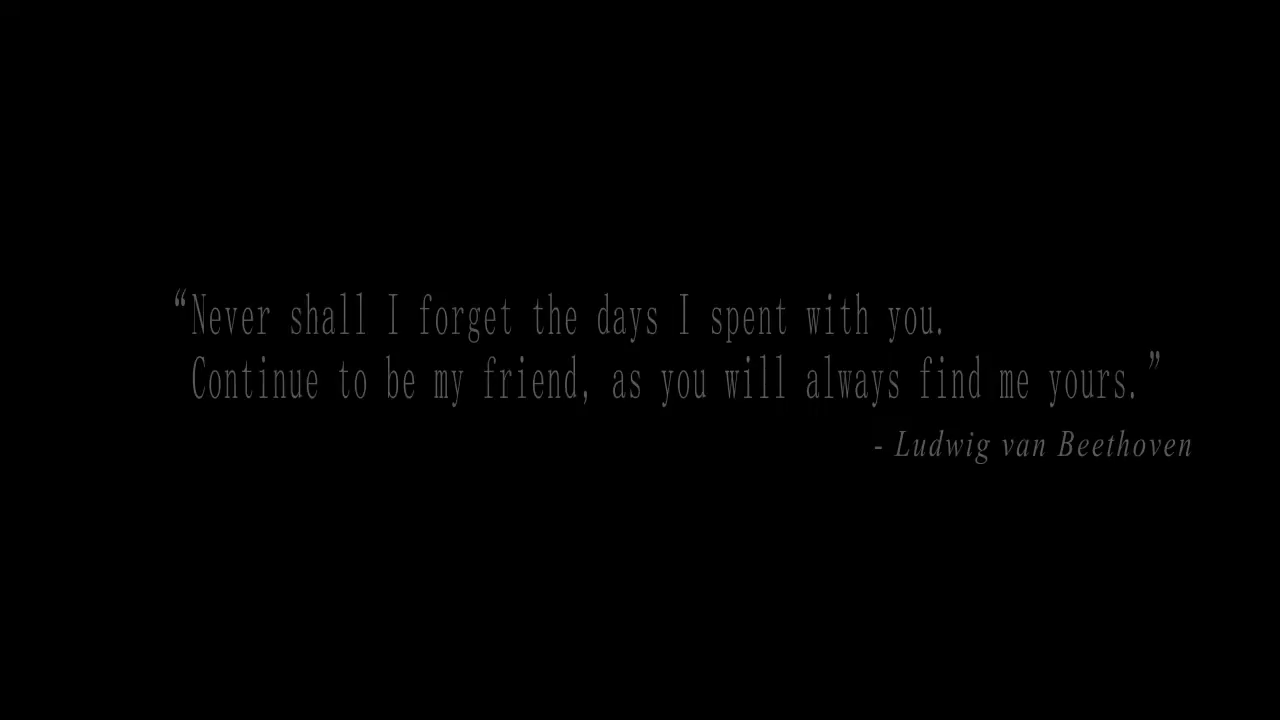 “Never shall I forget the days I spent with you.
Continue to be my friend, as you will always find me yours.”
- Ludwig van Beethoven